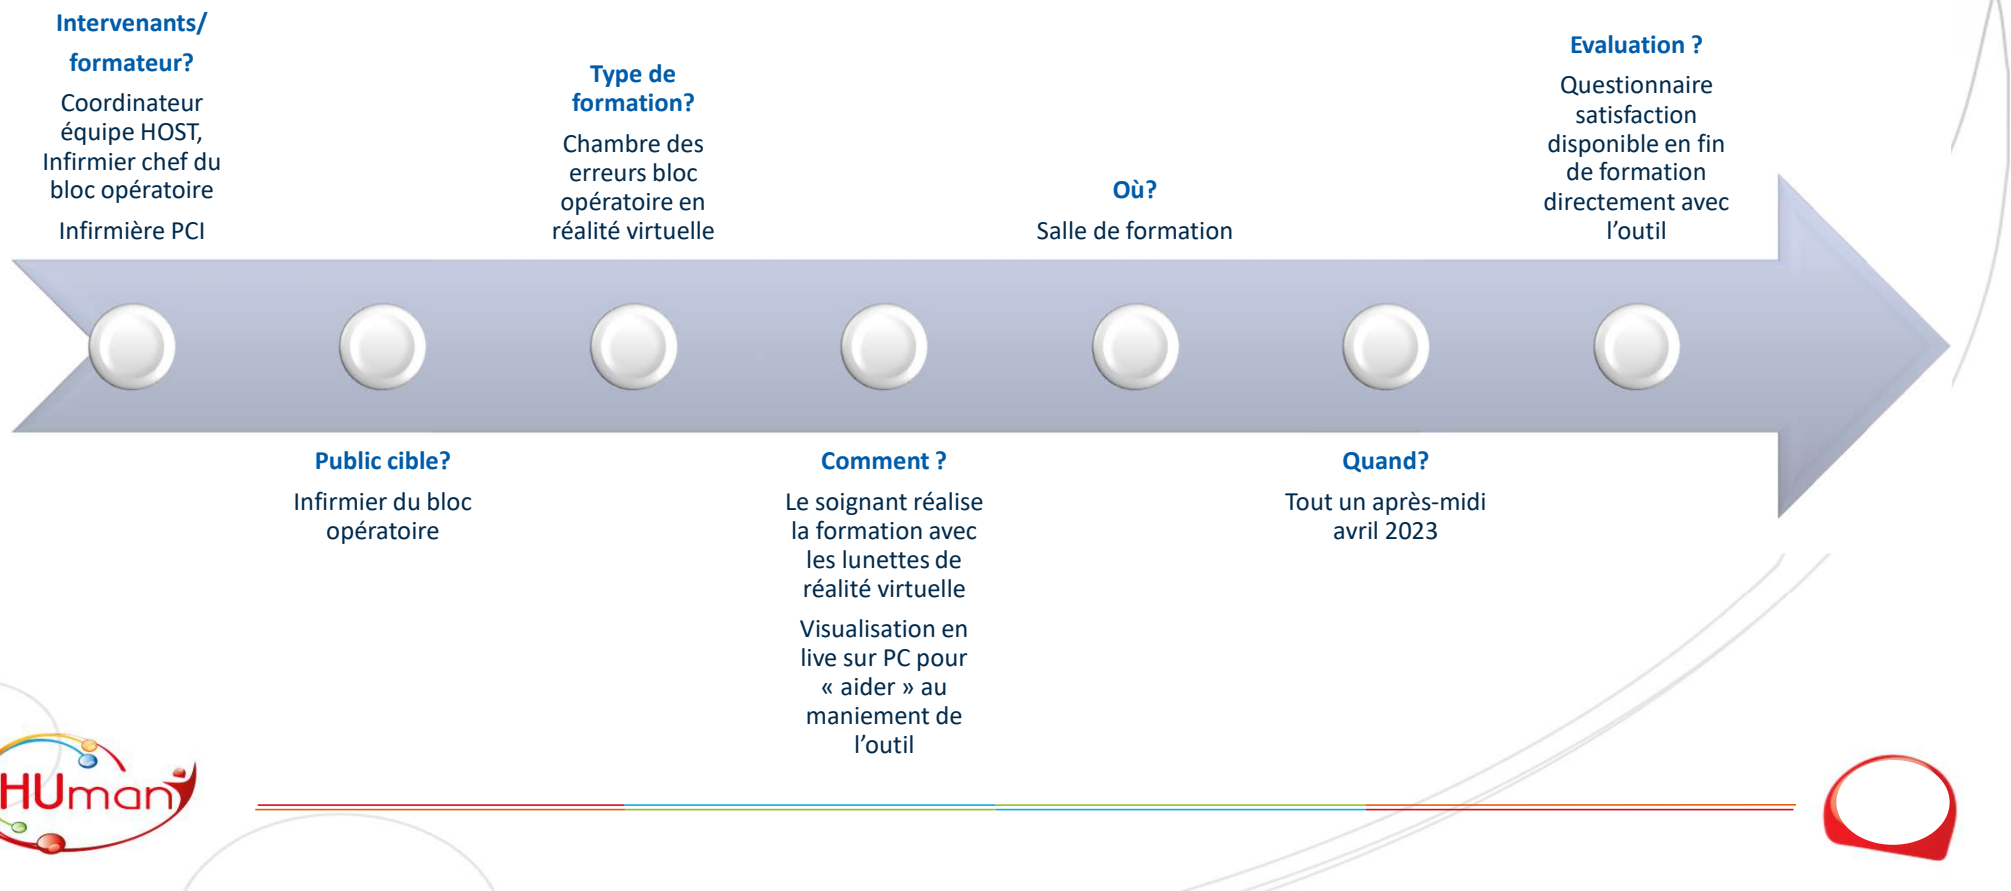 Intervenants/
formateur?
Coordinateur
équipe HOST,
Infirmier chef du
bloc opératoire
Infirmière PCI
Public cible?
Infirmier du bloc
opératoire
Type de
formation?
Chambre des
erreurs bloc
opératoire en
réalité virtuelle
Comment ?
Le soignant réalise
la formation avec
les lunettes de
réalité virtuelle
Visualisation en
live sur PC pour
« aider » au
maniement de
l’outil
Où?
Salle de formation
Quand?
Tout un après-midi
avril 2023
Evaluation ?
Questionnaire
satisfaction
disponible en fin
de formation
directement avec
l’outil
HUmani